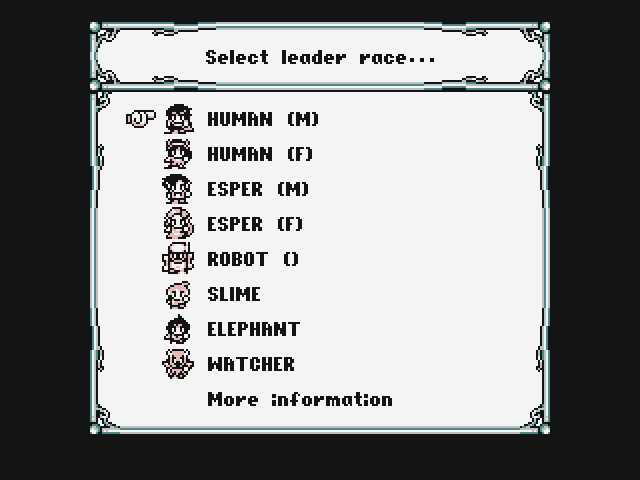 Select leader race...
HUMAN (M)
HUMAN (F)
ESPER (M)
ESPER (F)
ROBOT ()
SLIME
ELEPHANT
WATCHER
More information